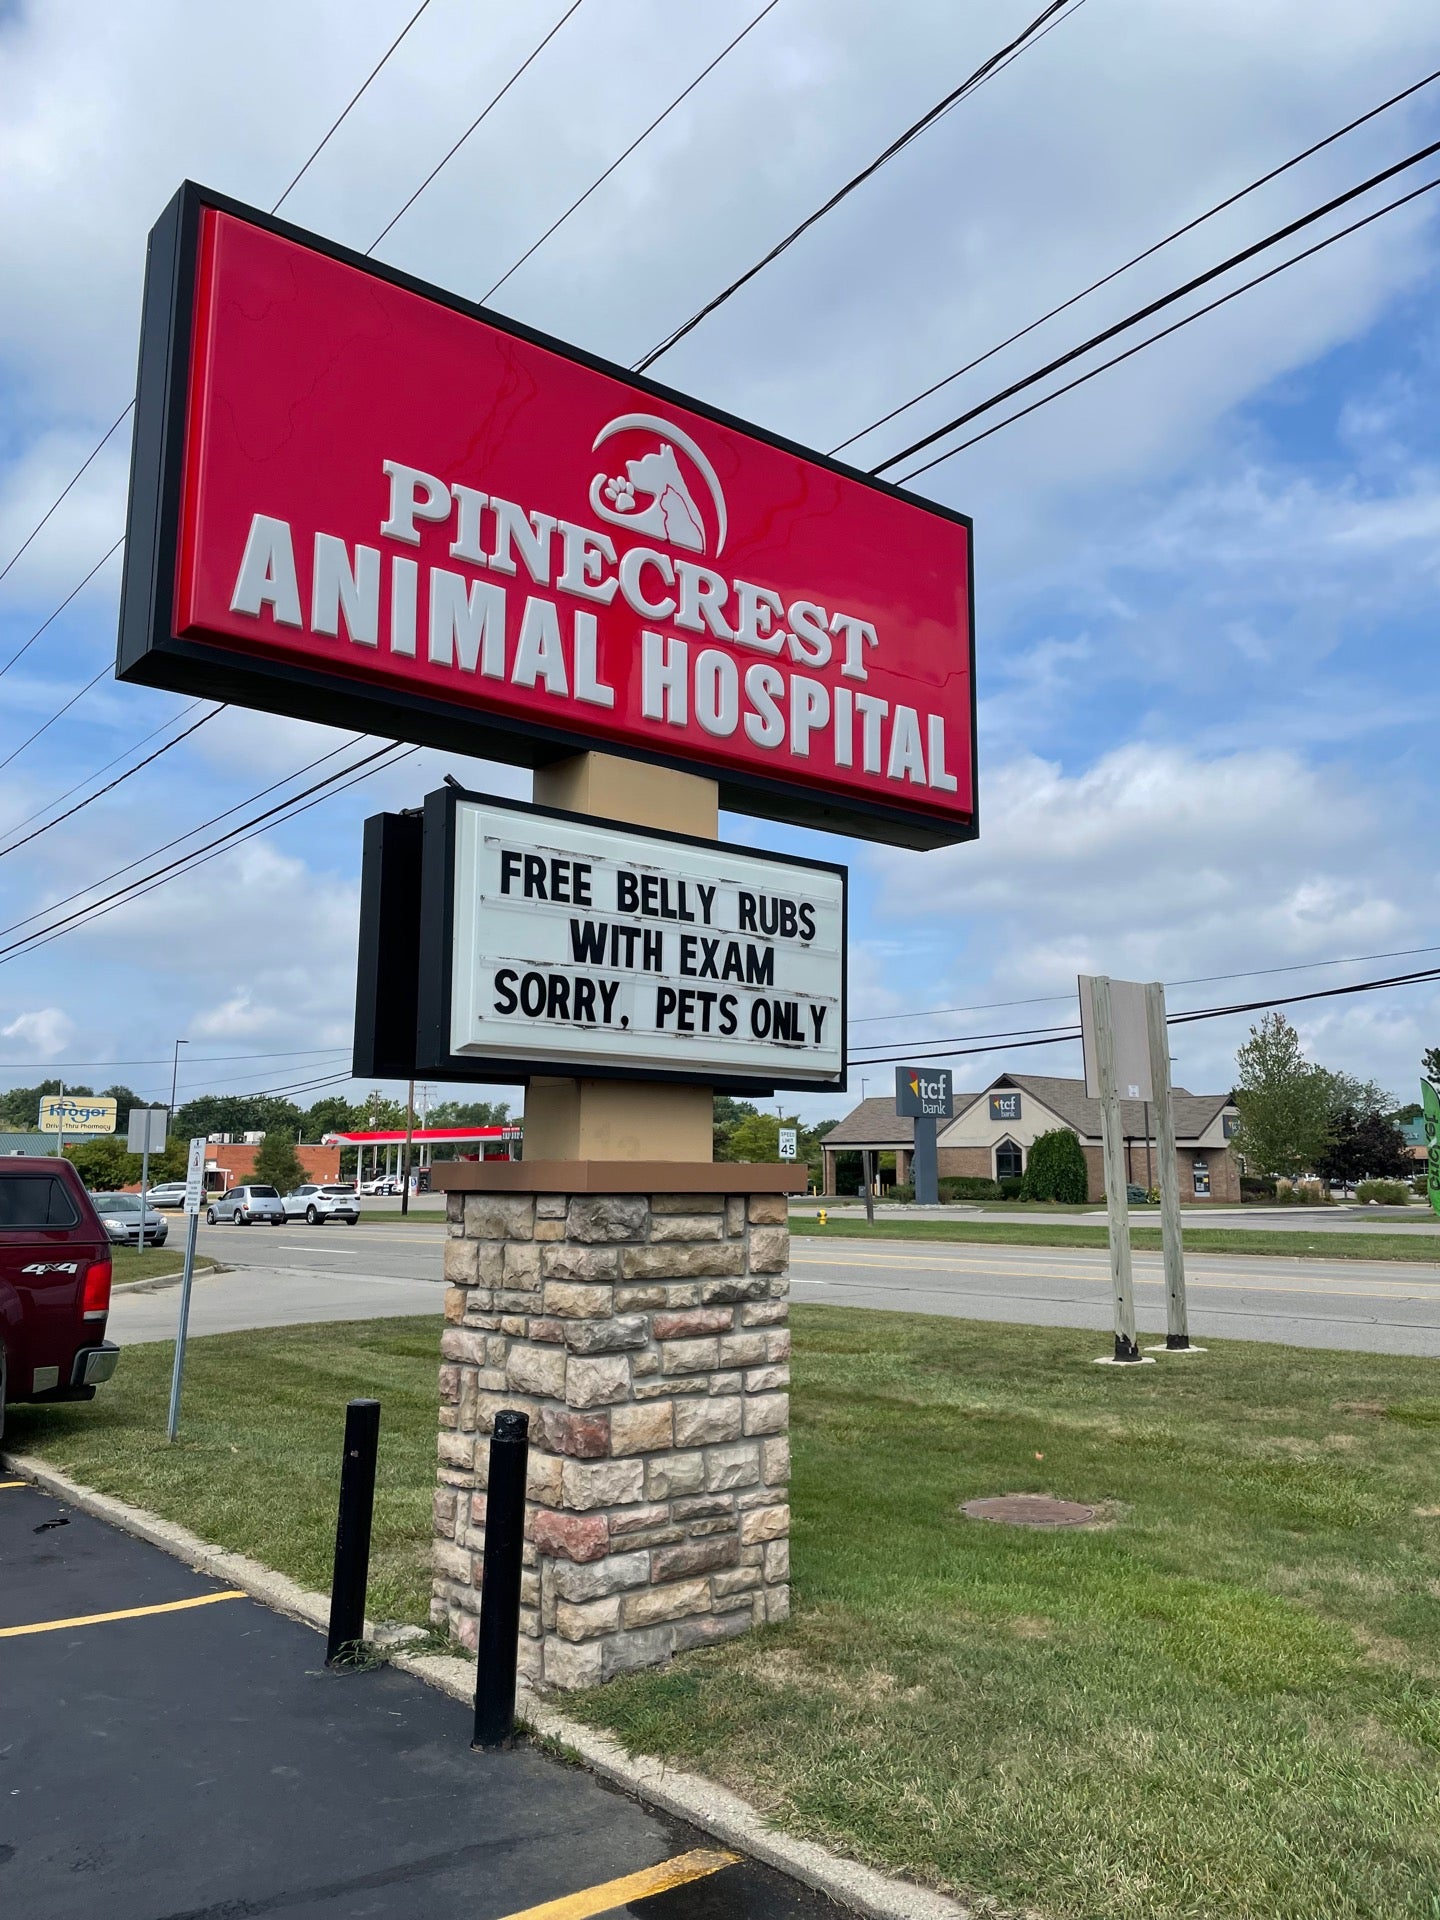 PINECREST
ANIMAL HOSPITAL
FREE BELLY RUBS
WITH EXAM
SORRY, PETS ONLY
Kroger
Drive-Thru Pharmacy
tcf
bank
tcf
bank
SPEED
LIMIT
45
4x4